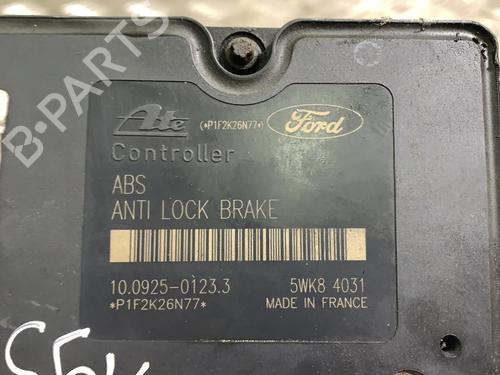 Ate (*P1F2K26N77*) Ford
Controller
ABS
ANTI LOCK BRAKE
10.0925-0123.3 5WK8 4031
*P1F2K26N77* MADE IN FRANCE
B-PARTS